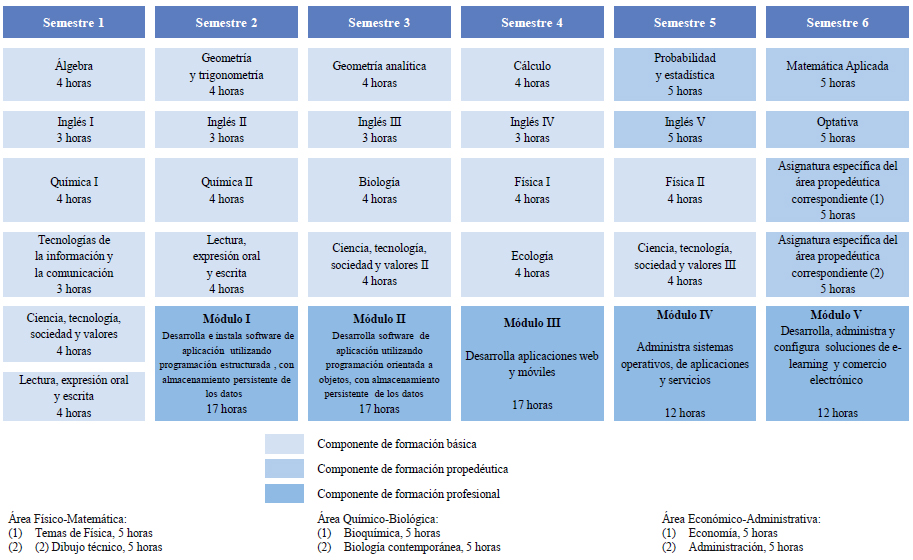 Semestre 1
Semestre 2
Semestre 3
Semestre 4
Semestre 5
Semestre 6
Álgebra
4 horas
Geometría
y trigonometría
4 horas
Geometría analítica
4 horas
Cálculo
4 horas
Probabilidad
y estadística
5 horas
Matemática Aplicada
5 horas
Inglés I
3 horas
Inglés II
3 horas
Inglés III
3 horas
Inglés IV
3 horas
Inglés V
5 horas
Optativa
5 horas
Química I
4 horas
Química II
4 horas
Biología
4 horas
Física I
4 horas
Física II
4 horas
Asignatura específica del
área propedéutica
correspondiente (1)
5 horas
Tecnologías de
la información y
la comunicación
3 horas
Lectura,
expresión oral
y escrita
4 horas
Ciencia, tecnología,
sociedad y valores II
4 horas
Ecología
4 horas
Ciencia, tecnología,
sociedad y valores III
4 horas
Asignatura específica del
área propedéutica
correspondiente (2)
5 horas
Ciencia, tecnología,
sociedad y valores
4 horas
Lectura, expresión oral
y escrita
4 horas
Módulo I
Desarrolla e instala software de
aplicación utilizando
programación estructurada , con
almacenamiento persistente de
los datos
17 horas
Módulo II
Desarrolla software de
aplicación utilizando
programación orientada a
objetos, con almacenamiento
persistente de los datos
17 horas
Módulo III
Desarrolla aplicaciones web
y móviles
17 horas
Módulo IV
Administra sistemas
operativos, de aplicaciones
y servicios
12 horas
Módulo V
Desarrolla, administra y
configura soluciones de e-
learning y comercio
electrónico
12 horas
Componente de formación básica
Componente de formación propedéutica
Componente de formación profesional
Área Físico-Matemática:
(1) Temas de Física, 5 horas
(2) (2) Dibujo técnico, 5 horas
Área Químico-Biológica:
(1) Bioquímica, 5 horas
(2) Biología contemporánea, 5 horas
Área Económico-Administrativa:
(1) Economía, 5 horas
(2) Administración, 5 horas